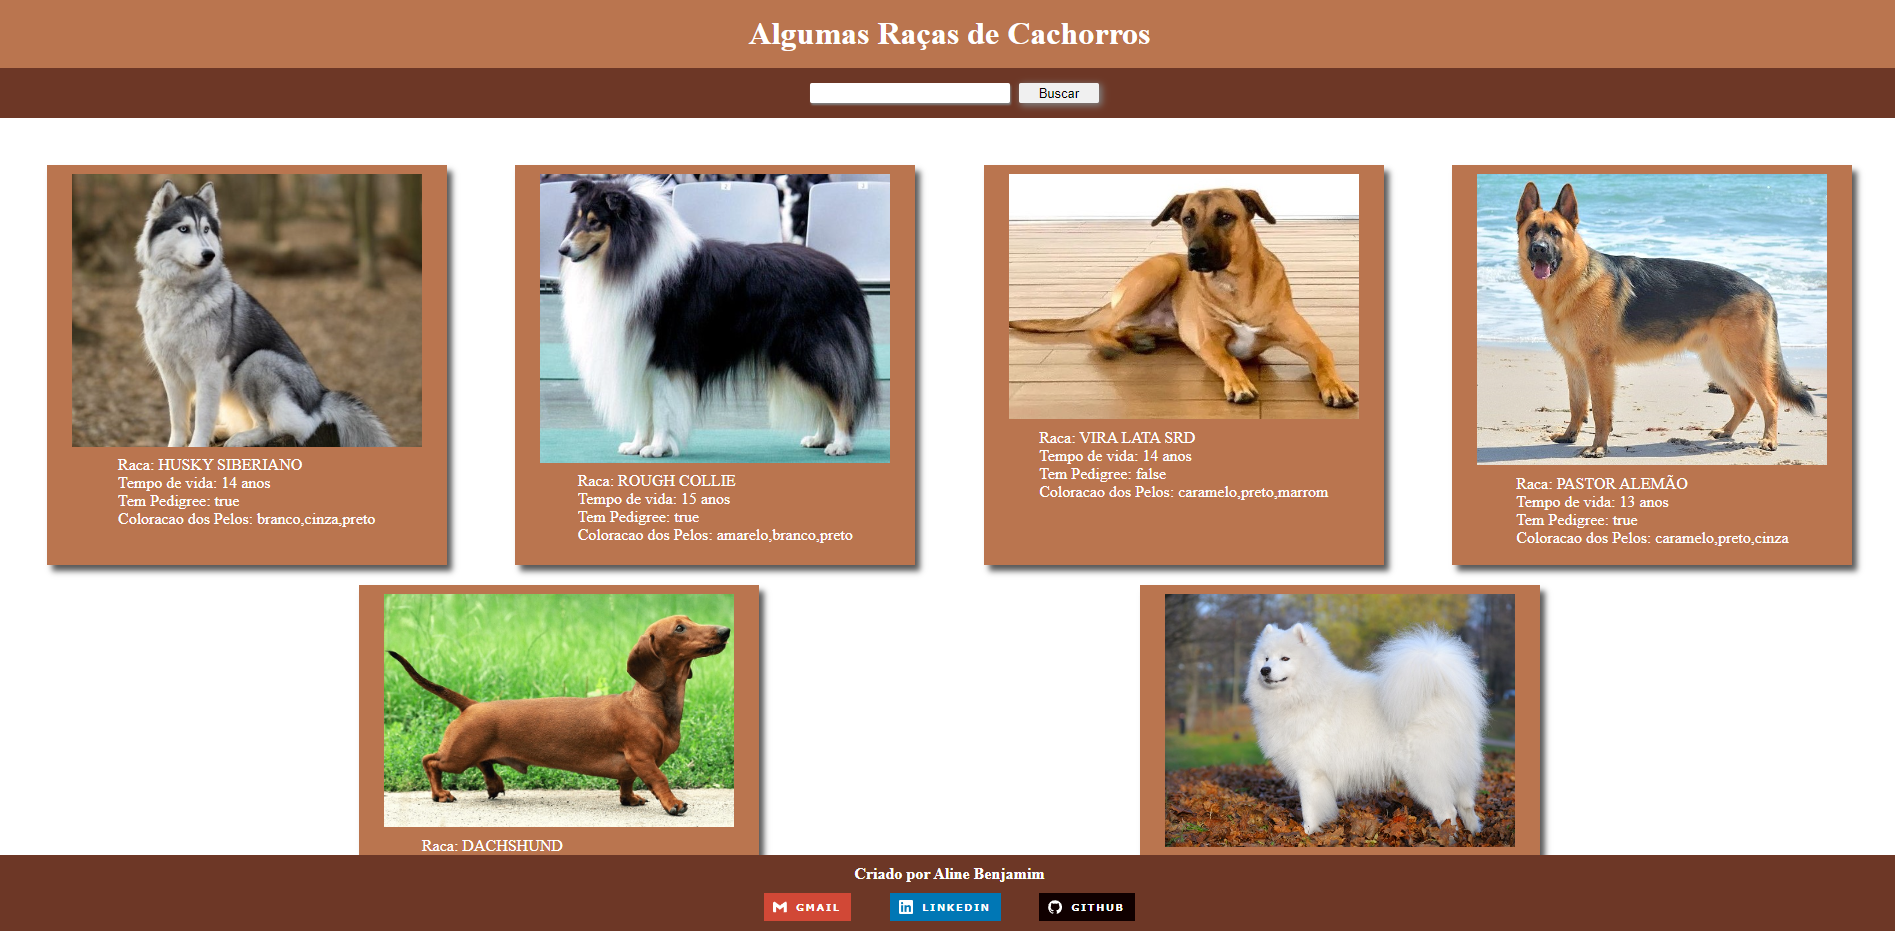 Algumas Raças de Cachorros
Buscar
2
3
Raca: HUSKY SIBERIANO
Tempo de vida: 14 anos
Tem Pedigree: true
Coloracao dos Pelos: branco,cinza,preto
Raca: ROUGH COLLIE
Tempo de vida: 15 anos
Tem Pedigree: true
Coloracao dos Pelos: amarelo,branco,preto
Raca: VIRA LATA SRD
Tempo de vida: 14 anos
Tem Pedigree: false
Coloracao dos Pelos: caramelo,preto,marrom
Raca: PASTOR ALEMÃO
Tempo de vida: 13 anos
Tem Pedigree: true
Coloracao dos Pelos: caramelo,preto,cinza
Raca: DACHSHUND
Criado por Aline Benjamim
GMAIL
LINKEDIN
GITHUB